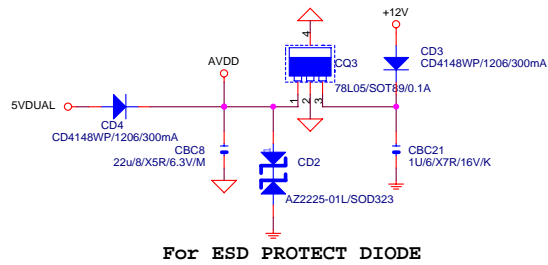 +12V
4
AVDD
CQ3
CD3
CD4148WP/1206/300mA
78L05/SOT89/0.1A
5VDUAL
1
2
3
CD4
CD4148WP/1206/300mA
CBC8
22u/8/X5R/6.3V/M
1
CD2
CBC21
1U/6/X7R/16V/K
AZ2225-01L/SOD323
For ESD PROTECT DIODE